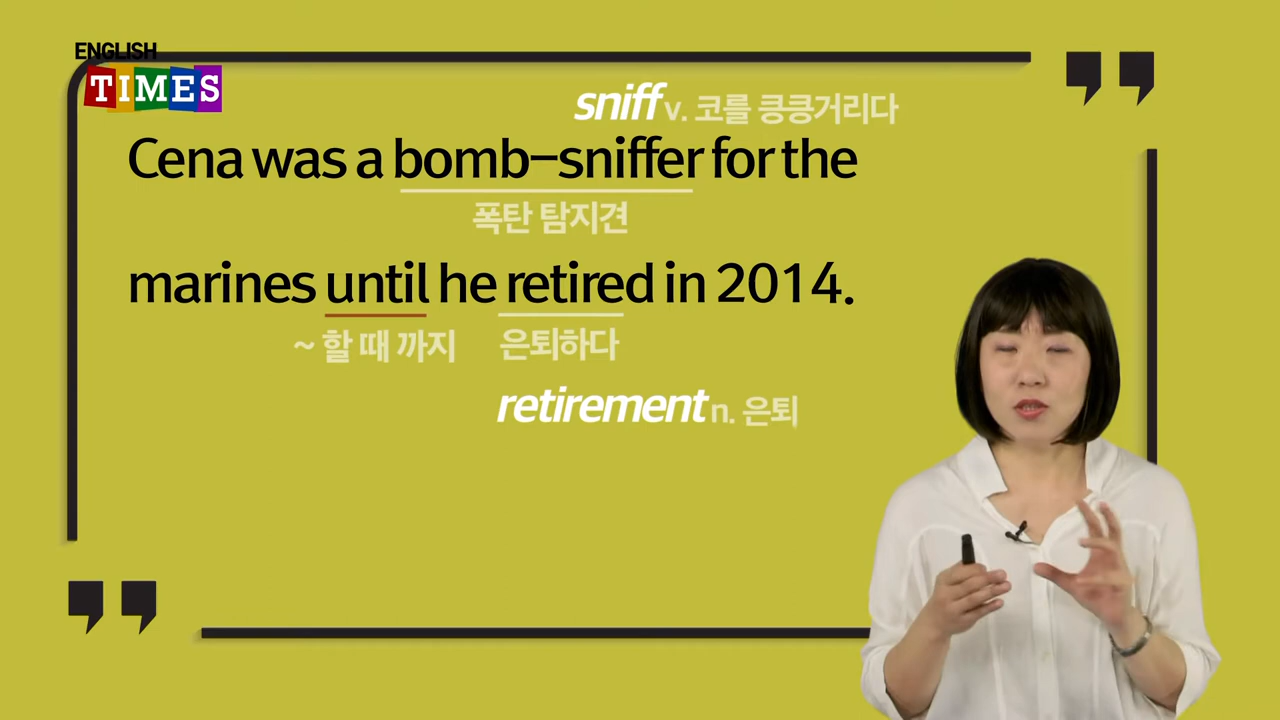 ENGLISH
TIMES
sniff v. 코를 킁킁거리다
Cena was a bomb-sniffer for the
폭탄 탐지견
marines until he retired in 2014.
~ 할 때 까지 은퇴하다
retirement n. 은퇴